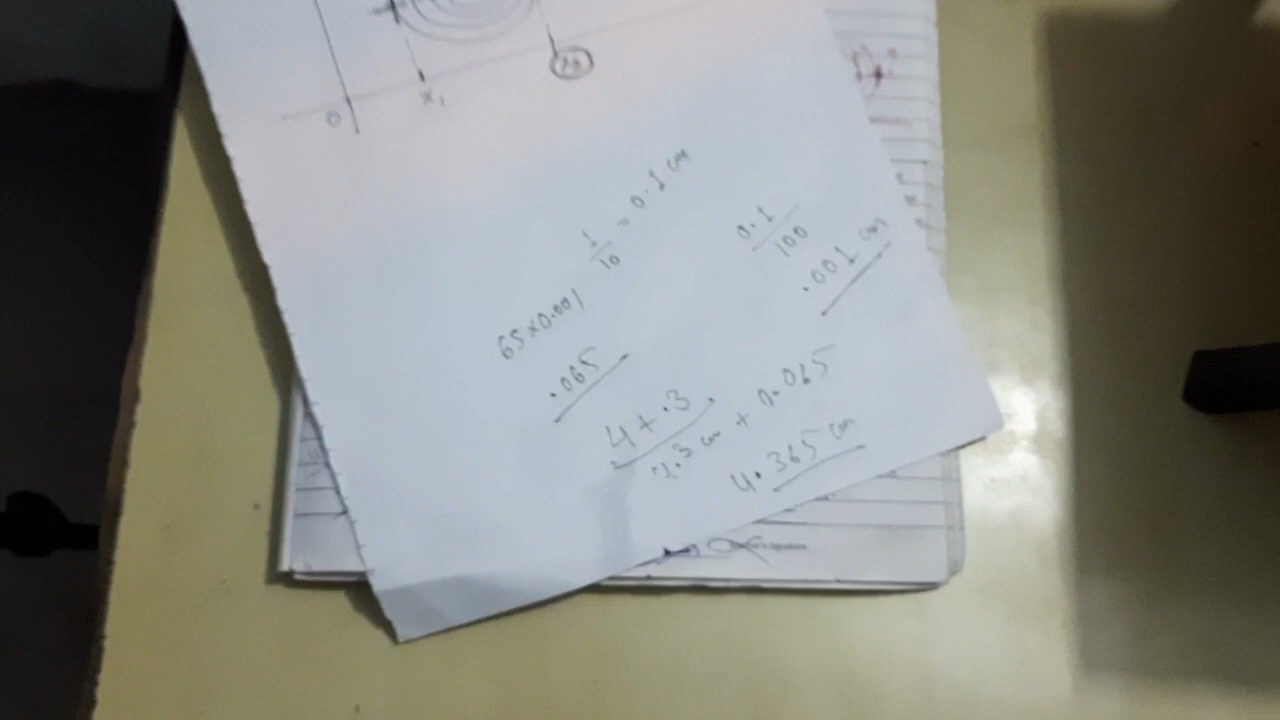 0
X₁
1/10 = 0.1 cm
0.1/100
.001 cm
65×0.001
.065
4+.3
4.3 cm + 0.065
4.365 cm